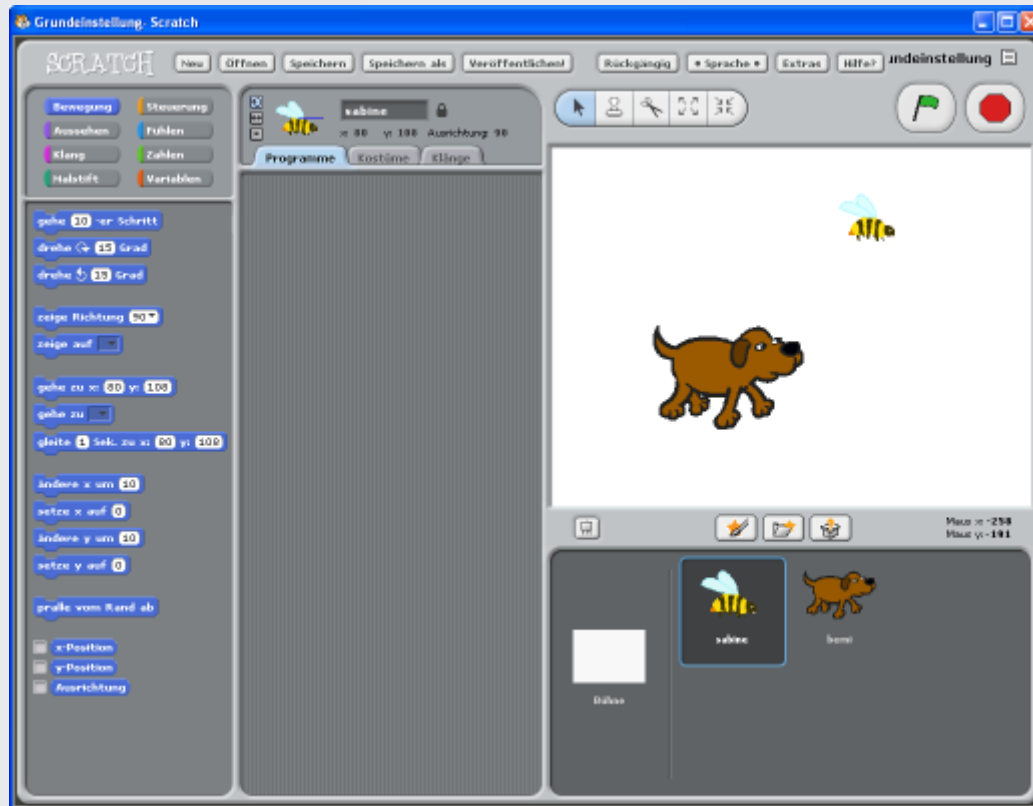 Grundeinstellung- Scratch
SCRATCH Neu Öffnen Speichern Speichern als Veröffentlichen! Rückgängig • Sprache • Extras Hilfe? undeinstellung
Bewegung Steuerung
Aussehen Fühlen
Klang Zahlen
Malstift Variablen
sabine
x: 80 y: 108 Ausrichtung: 90
Programme Kostüme Klänge
gehe 10 -er Schritt
drehe 15 Grad
drehe 15 Grad
zeige Richtung 90
zeige auf
gehe zu x: 80 y: 108
gehe zu
gleite 1 Sek. zu x: 80 y: 108
ändere x um 10
setze x auf 0
ändere y um 10
setze y auf 0
pralle vom Rand ab
x-Position
y-Position
Ausrichtung
Maus x: -258
Maus y: -191
sabine
Bühne